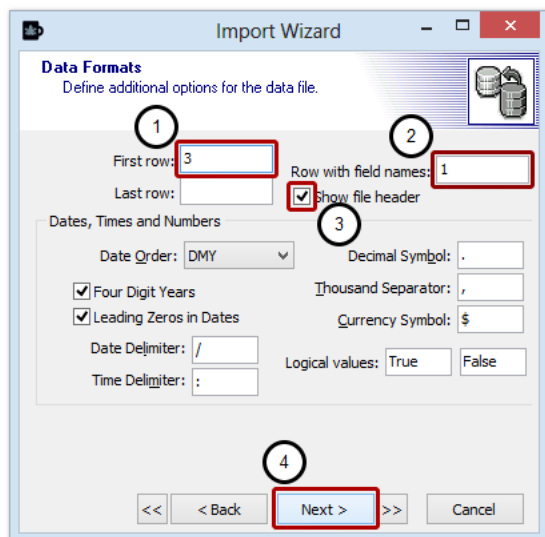 Import Wizard
Data Formats
Define additional options for the data file.
1
2
First row: 3
Row with field names: 1
Last row:
Show file header
3
Dates, Times and Numbers
Date Order: DMY
Decimal Symbol: .
Four Digit Years
Thousand Separator: ,
Leading Zeros in Dates
Currency Symbol: $
Date Delimiter: /
Logical values: True False
Time Delimiter: :
4
<< < Back Next > >> Cancel